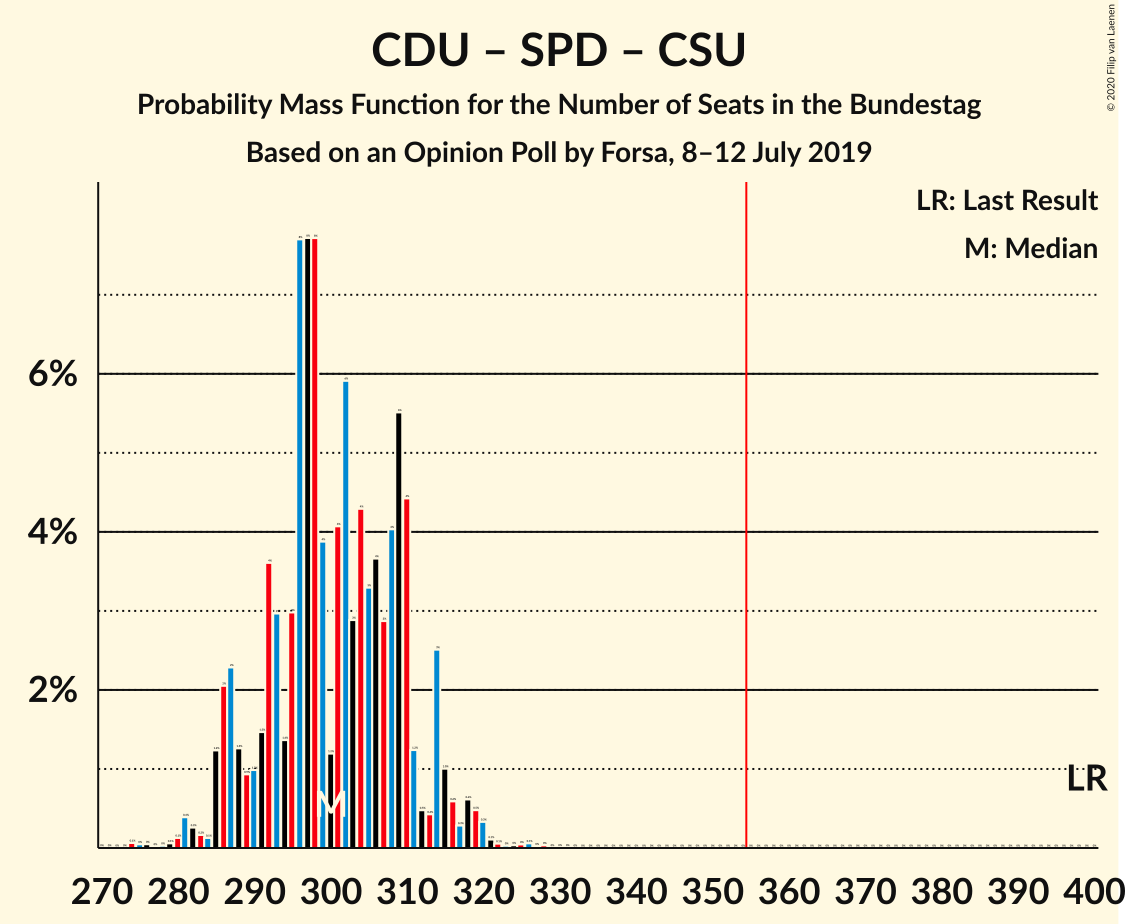 CDU – SPD – CSU
Probability Mass Function for the Number of Seats in the Bundestag
Based on an Opinion Poll by Forsa, 8–12 July 2019
© 2020 Filip van Laenen
LR: Last Result
M: Median
6%
4%
2%
M
LR
270 280 290 300 310 320 330 340 350 360 370 380 390 400